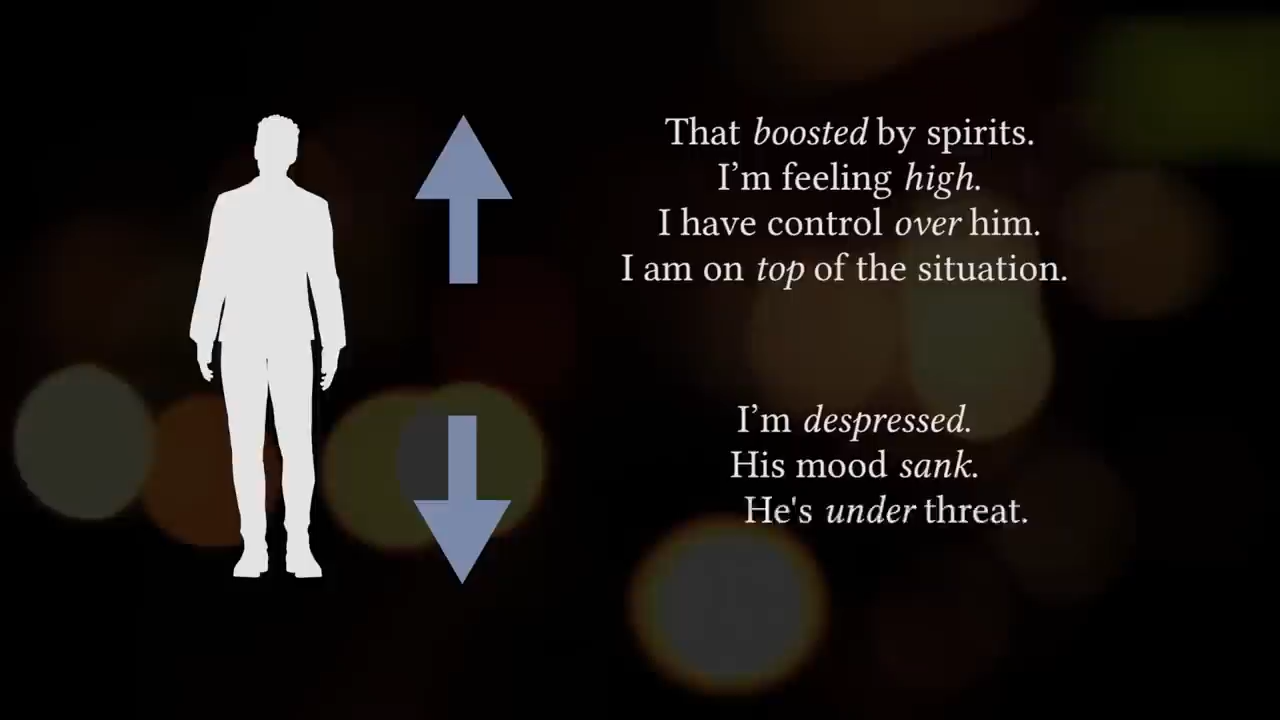 That boosted by spirits.
I’m feeling high.
I have control over him.
I am on top of the situation.
I’m despressed.
His mood sank.
He's under threat.